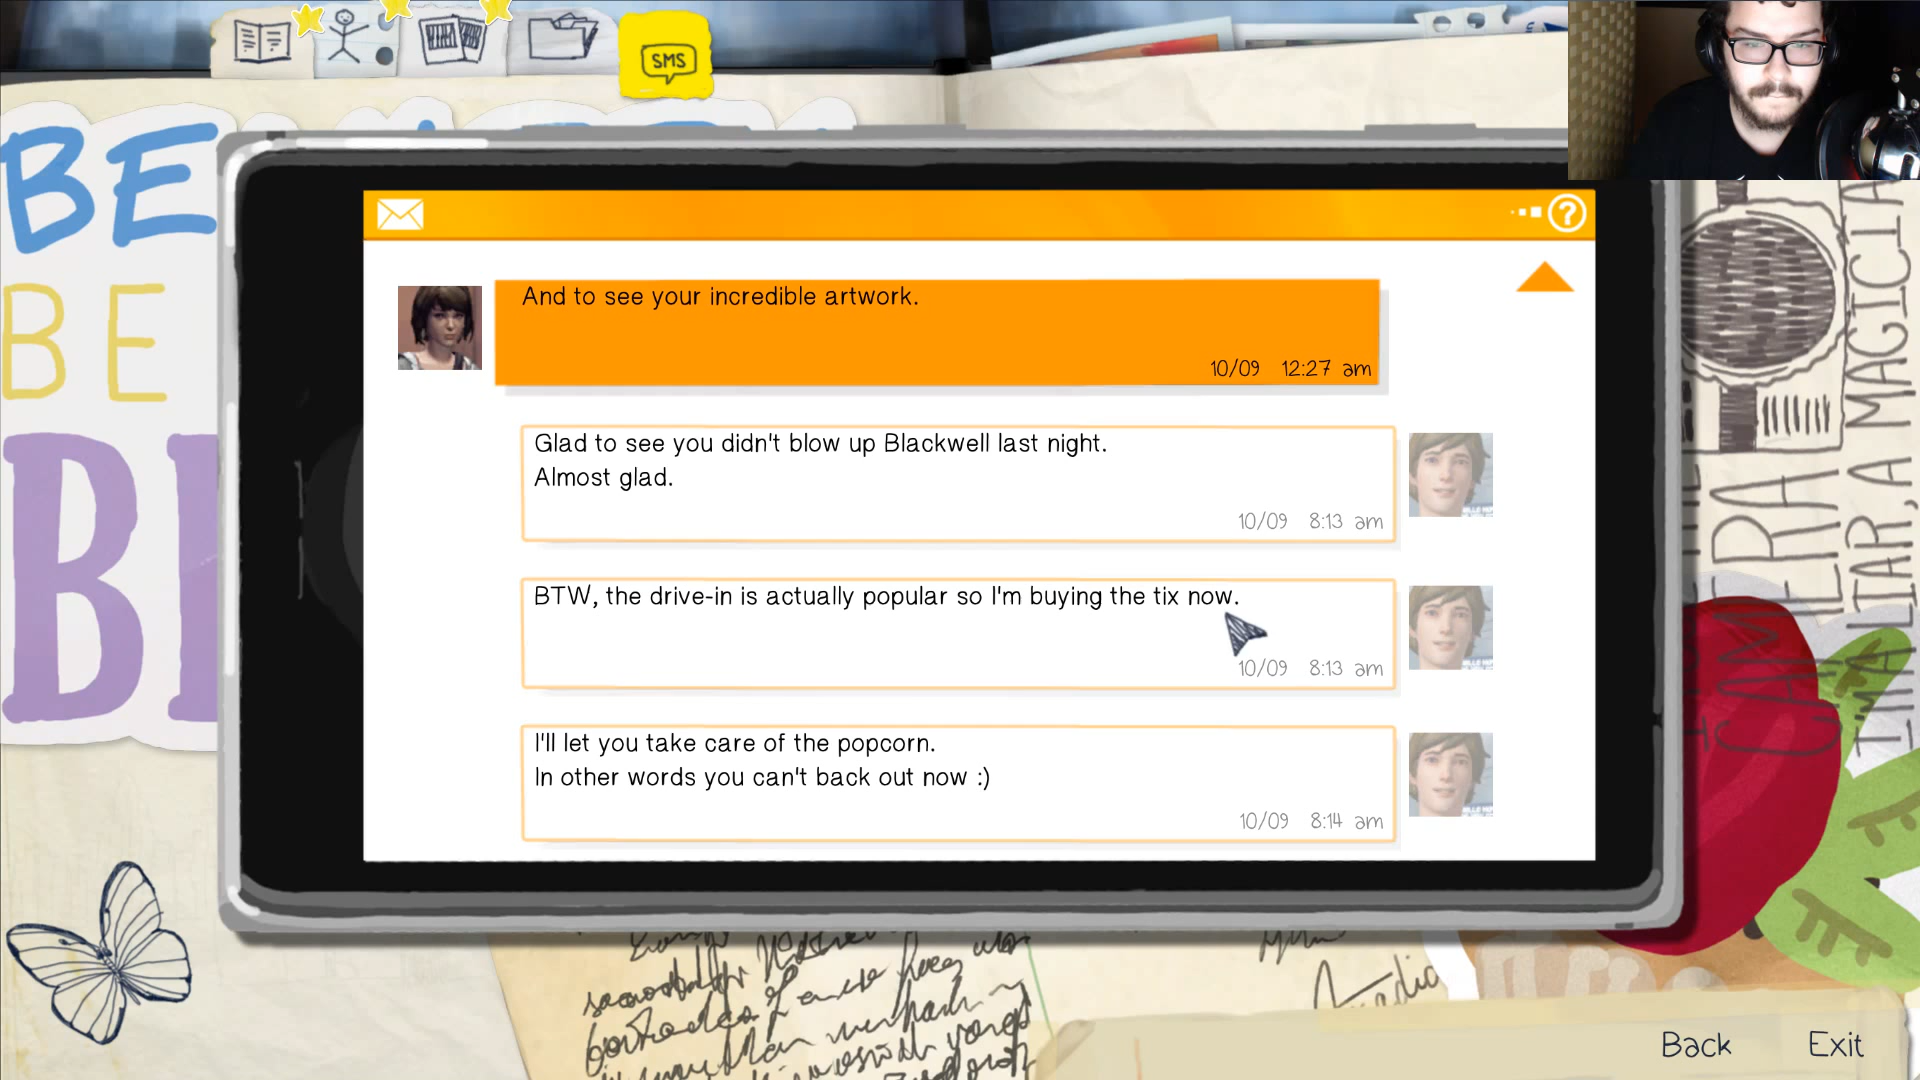 SMS
BE
BE
And to see your incredible artwork.
10/09 12:27 am
Glad to see you didn't blow up Blackwell last night.
Almost glad.
10/09 8:13 am
BTW, the drive-in is actually popular so I'm buying the tix now.
10/09 8:13 am
I'll let you take care of the popcorn.
In other words you can't back out now :)
10/09 8:14 am
CAMERA
I'M A LIAR, A MAGICIA
Back
Exit